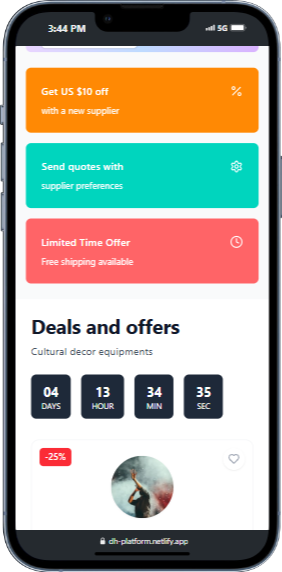 3:44 PM
5G
Get US $10 off
with a new supplier
Send quotes with
supplier preferences
Limited Time Offer
Free shipping available
Deals and offers
Cultural decor equipments
04 13 34 35
DAYS HOUR MIN SEC
-25%
dh-platform.netlify.app